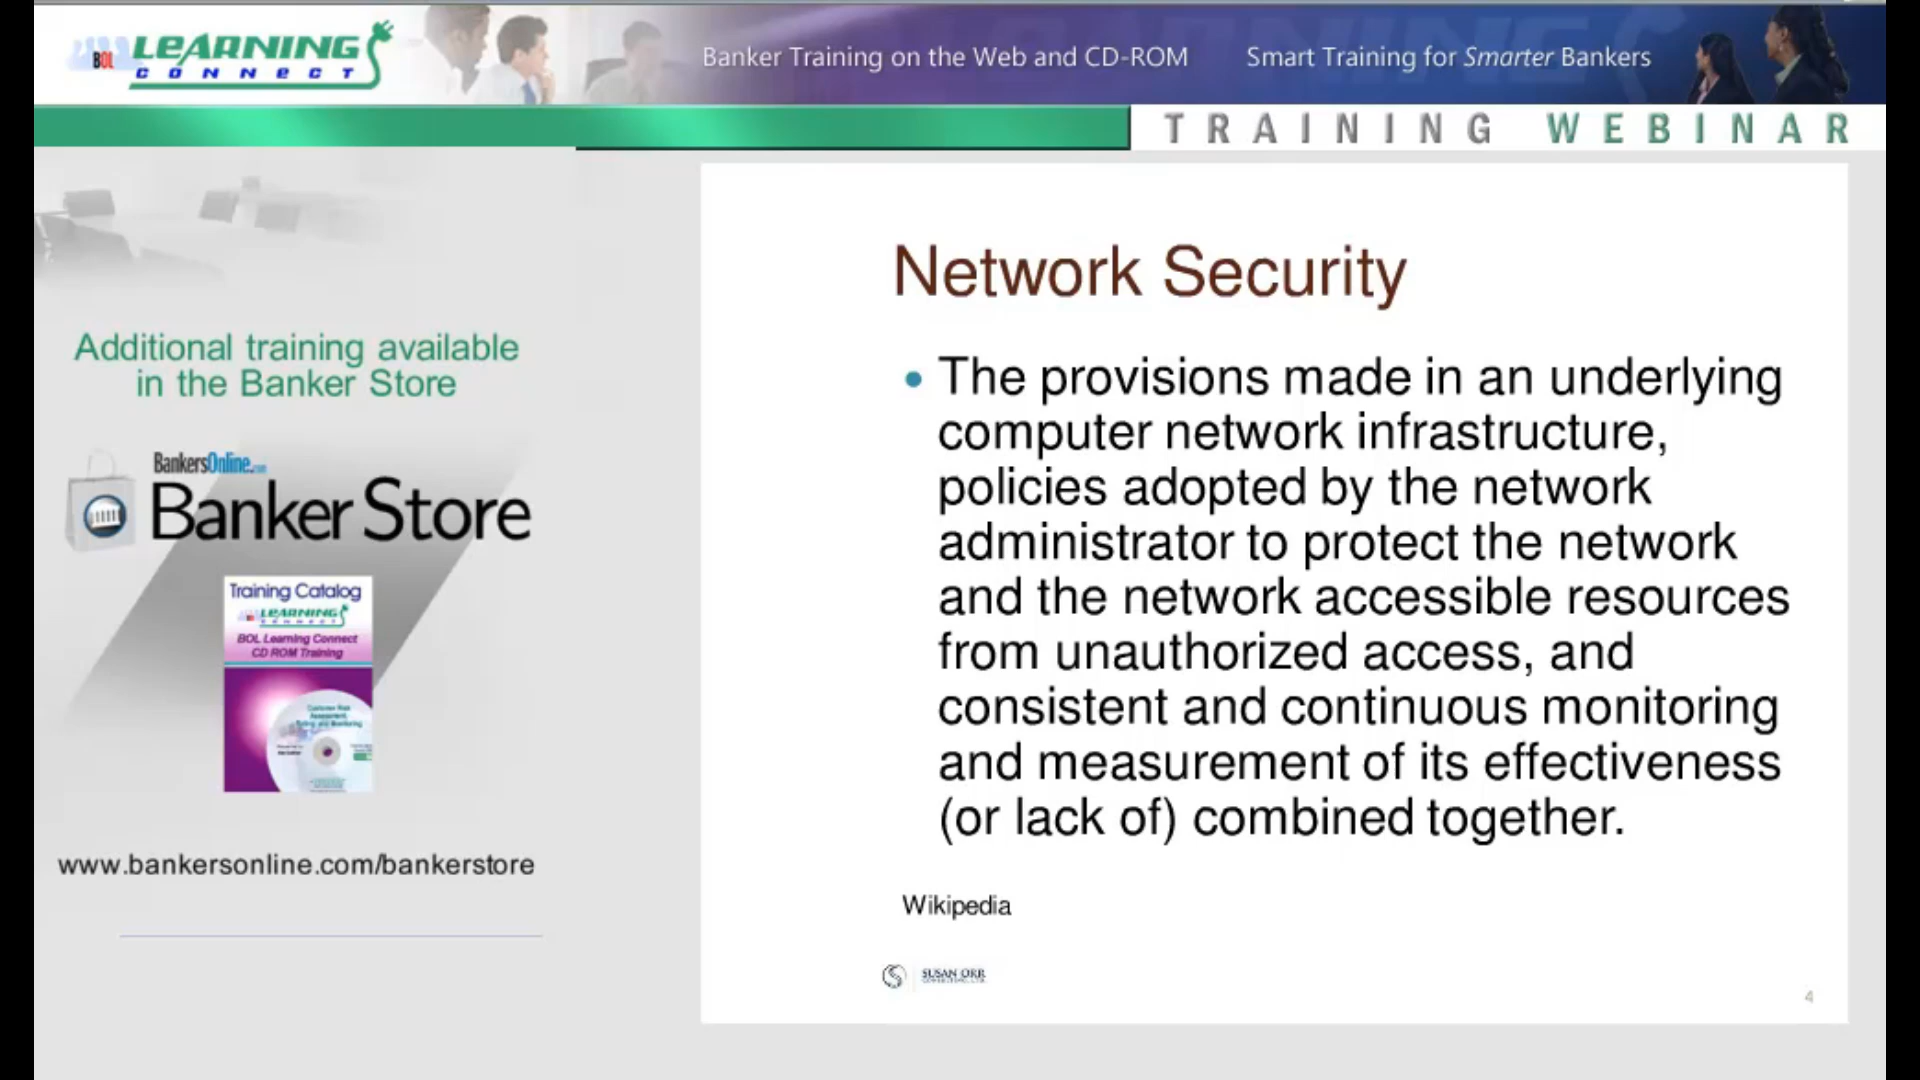 BOL LEARNING
CONNECT
Banker Training on the Web and CD-ROM
Smart Training for Smarter Bankers
TRAINING WEBINAR
Additional training available
in the Banker Store
BankersOnline.com
Banker Store
Training Catalog
LEARNING
BOL Learning Connect
CD ROM Training
www.bankersonline.com/bankerstore
Network Security
• The provisions made in an underlying
computer network infrastructure,
policies adopted by the network
administrator to protect the network
and the network accessible resources
from unauthorized access, and
consistent and continuous monitoring
and measurement of its effectiveness
(or lack of) combined together.
Wikipedia
SUSAN ORR
CONSULTING, LTD.
4